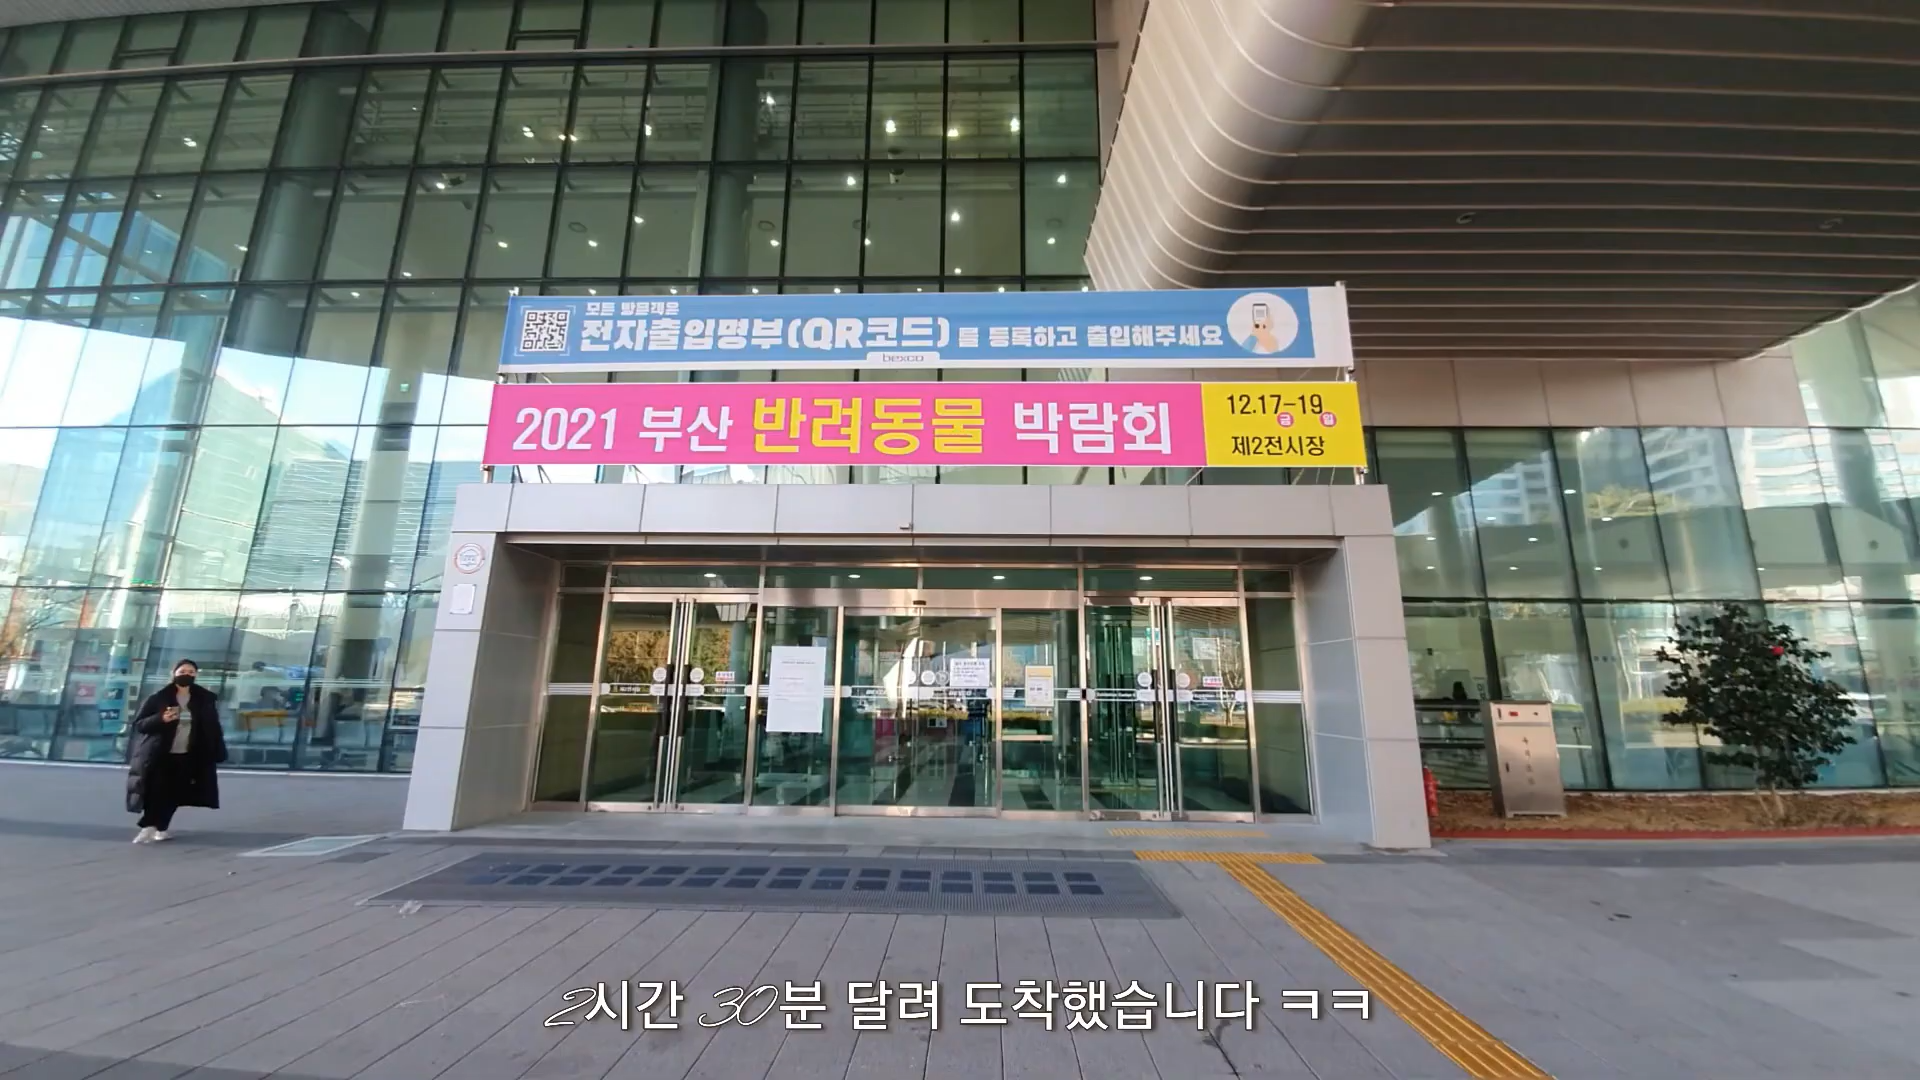 모든 방문객은
전자출입명부(QR코드)를 등록하고 출입해주세요
bexco
2021 부산 반려동물 박람회
12.17-19
금 일
제2전시장
2시간 30분 달려 도착했습니다 ㅋㅋ